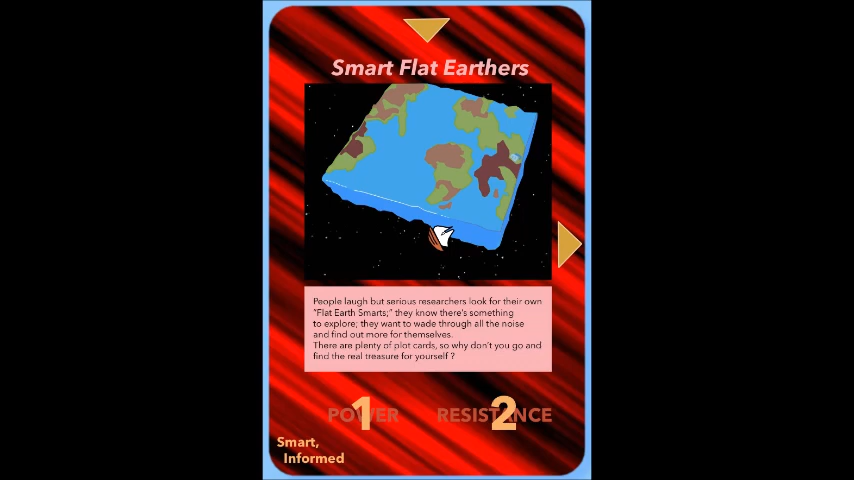 Smart Flat Earthers
People laugh but serious researchers look for their own
“Flat Earth Smarts;” they know there’s something
to explore; they want to wade through all the noise
and find out more for themselves.
There are plenty of plot cards, so why don’t you go and
find the real treasure for yourself ?
POWER 1 RESISTANCE 2
Smart,
Informed